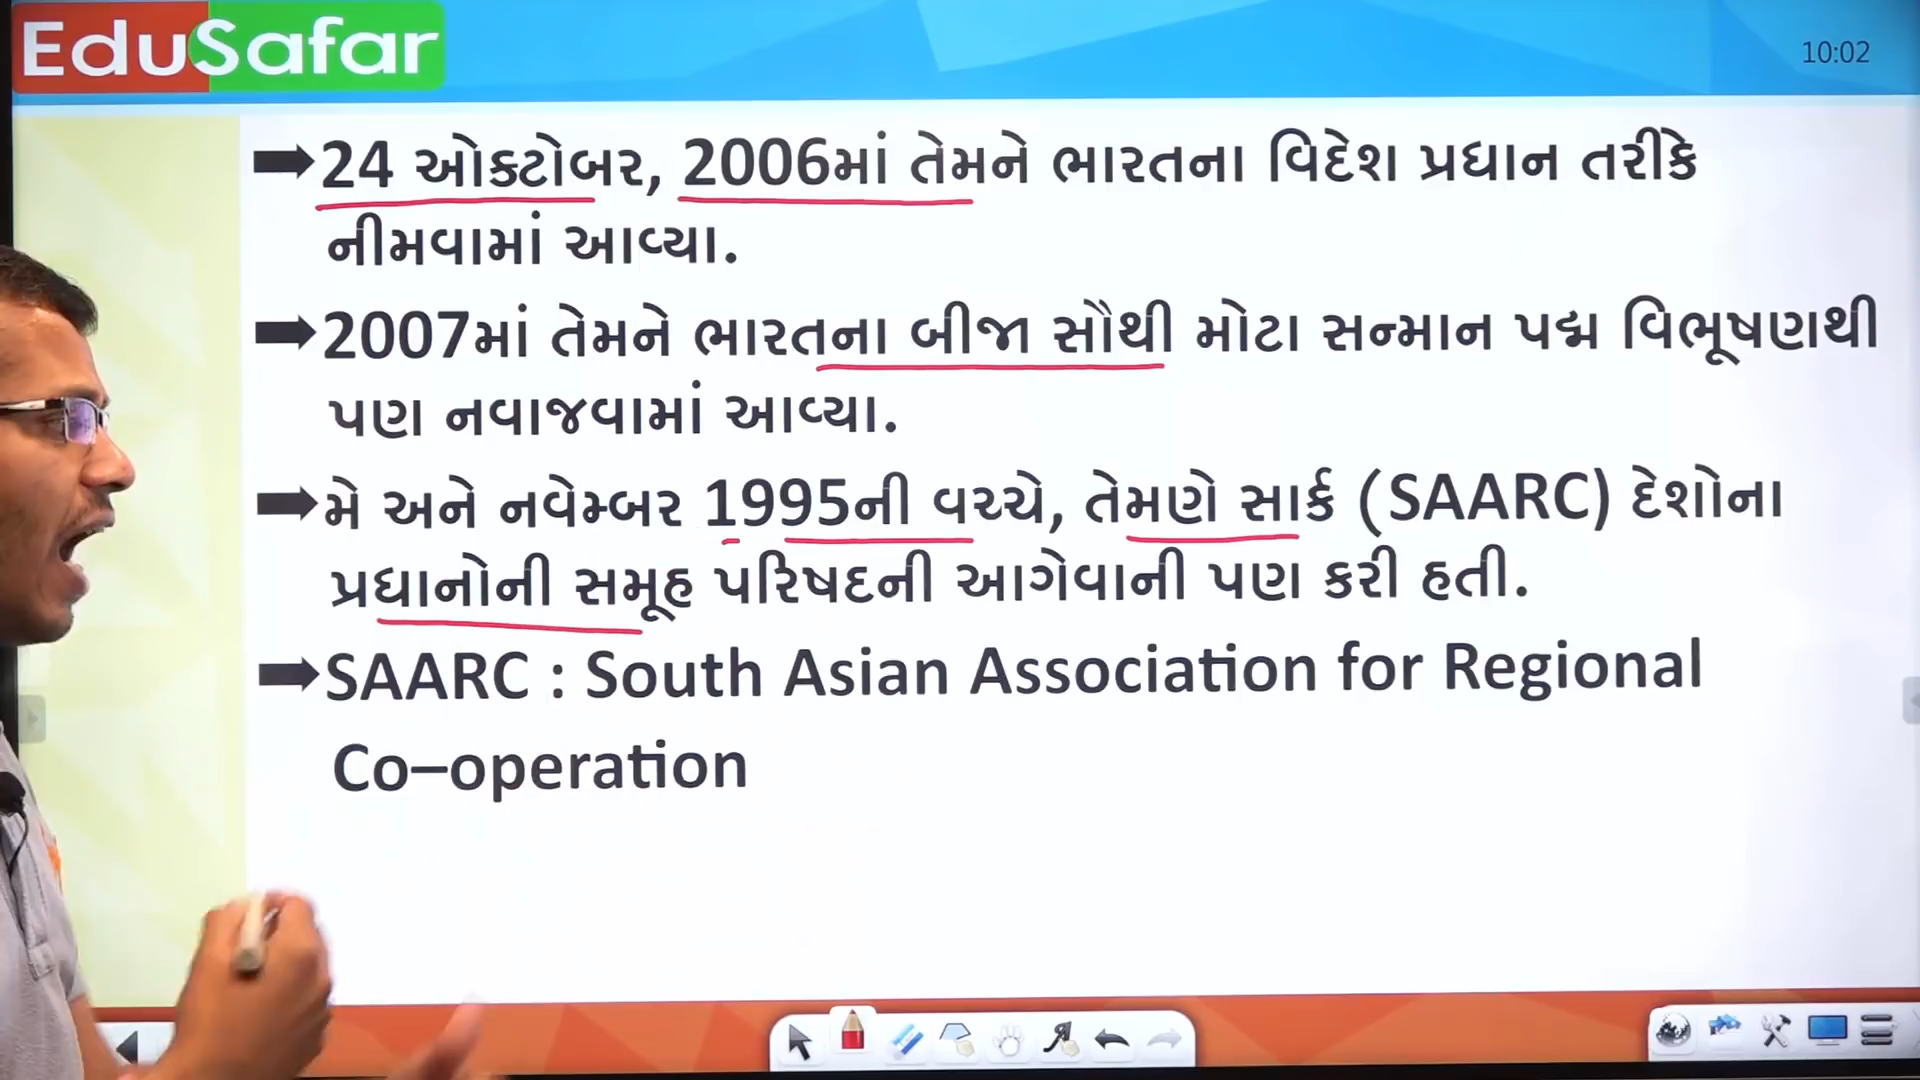 EduSafar
10:02
24 ઓક્ટોબર, 2006માં તેમને ભારતના વિદેશ પ્રધાન તરીકે
નીમવામાં આવ્યા.
2007માં તેમને ભારતના બીજા સૌથી મોટા સન્માન પદ્મ વિભૂષણથી
પણ નવાજવામાં આવ્યા.
મે અને નવેમ્બર 1995ની વચ્ચે, તેમણે સાર્ક (SAARC) દેશોના
પ્રધાનોની સમૂહ પરિષદની આગેવાની પણ કરી હતી.
SAARC : South Asian Association for Regional
Co–operation